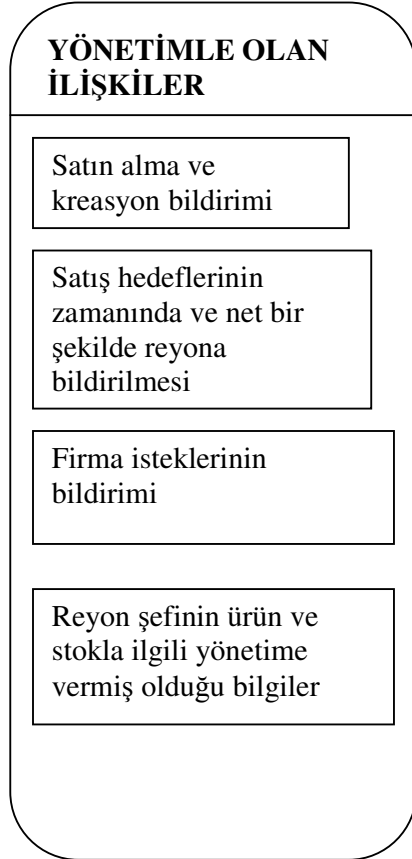 YÖNETİMLE OLAN
İLİŞKİLER
Satın alma ve
kreasyon bildirimi
Satış hedeflerinin
zamanında ve net bir
şekilde reyona
bildirilmesi
Firma isteklerinin
bildirimi
Reyon şefinin ürün ve
stokla ilgili yönetime
vermiş olduğu bilgiler